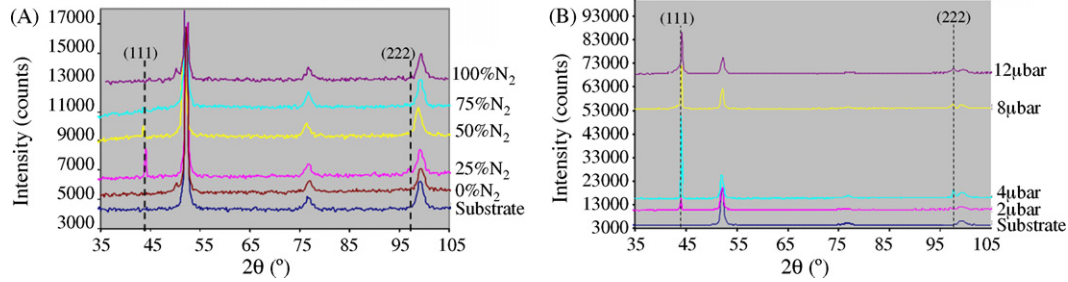 (A)
17000
15000
13000
11000
9000
7000
5000
3000
Intensity (counts)
(111)
(222)
100%N₂
75%N₂
50%N₂
25%N₂
0%N₂
Substrate
35 45 55 65 75 85 95 105
2θ (º)
(B)
93000
83000
73000
63000
53000
43000
33000
23000
13000
3000
Intensity (counts)
(111)
(222)
12μbar
8μbar
4μbar
2μbar
Substrate
35 45 55 65 75 85 95 105
2θ (º)